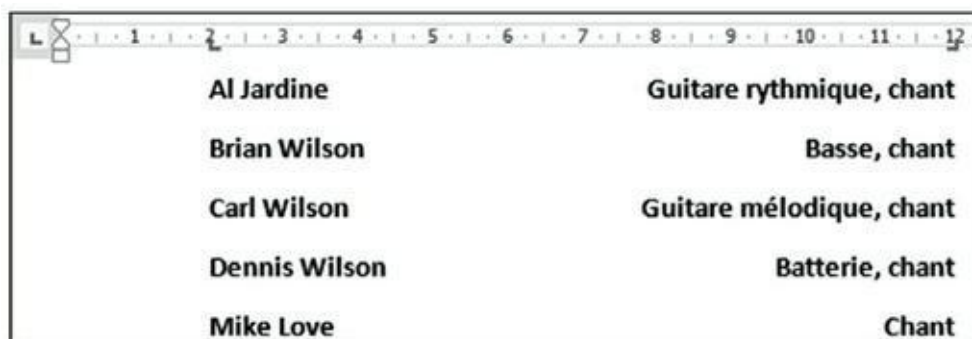 1 2 3 4 5 6 7 8 9 10 11 12
Al Jardine Guitare rythmique, chant
Brian Wilson Basse, chant
Carl Wilson Guitare mélodique, chant
Dennis Wilson Batterie, chant
Mike Love Chant